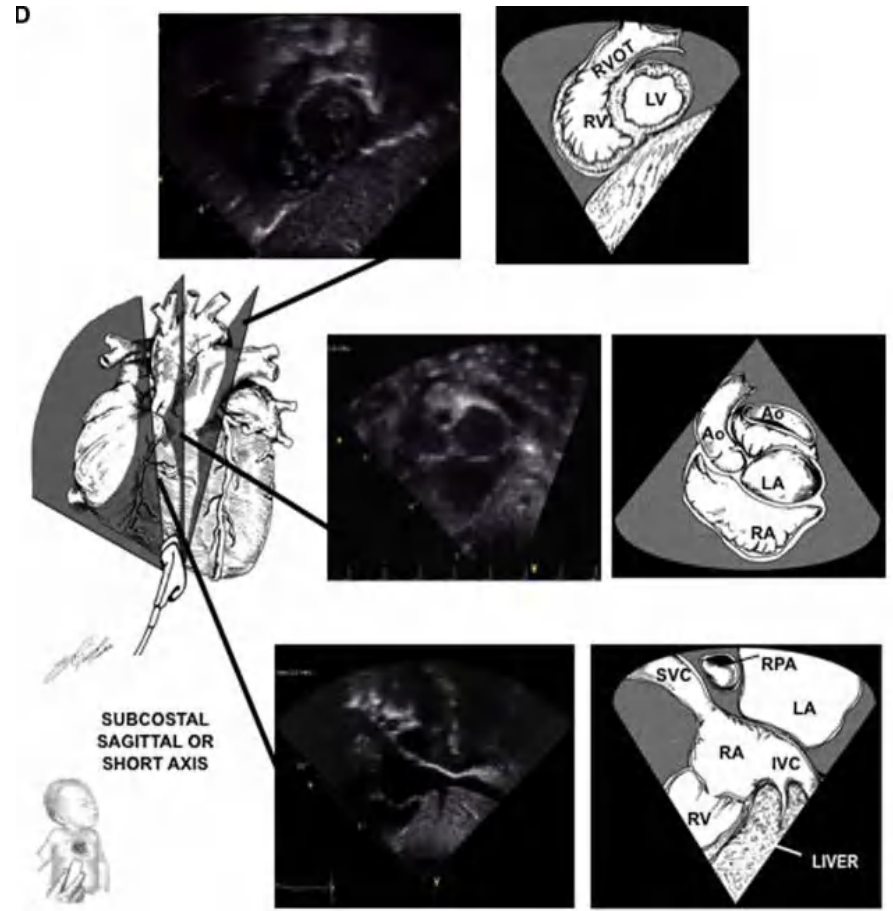 D
RVOT
LV
RV
Ao
Ao
LA
RA
SUBCOSTAL
SAGITTAL OR
SHORT AXIS
SVC
RPA
LA
RA
IVC
RV
LIVER